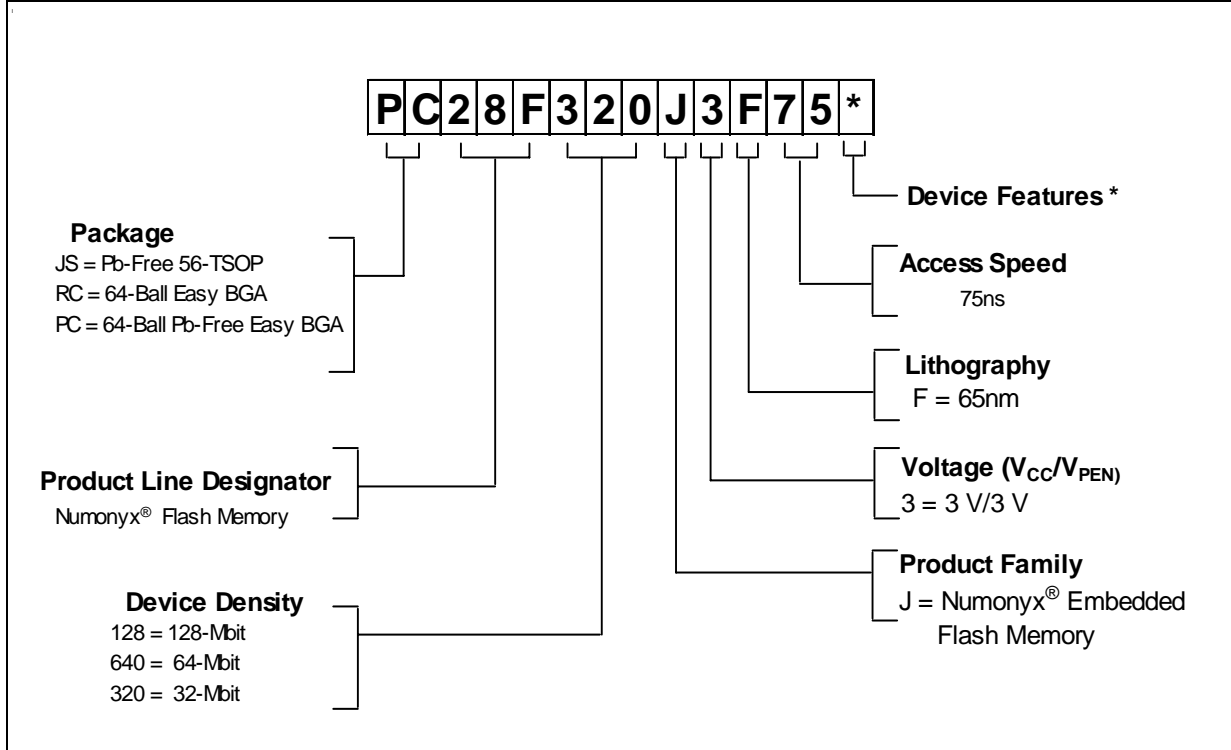 PC28F320J3F75*
Package
JS = Pb-Free 56-TSOP
RC = 64-Ball Easy BGA
PC = 64-Ball Pb-Free Easy BGA
Product Line Designator
Numonyx® Flash Memory
Device Density
128 = 128-Mbit
640 = 64-Mbit
320 = 32-Mbit
Device Features *
Access Speed
75ns
Lithography
F = 65nm
Voltage (VCC/VPEN)
3 = 3 V/3 V
Product Family
J = Numonyx® Embedded
Flash Memory